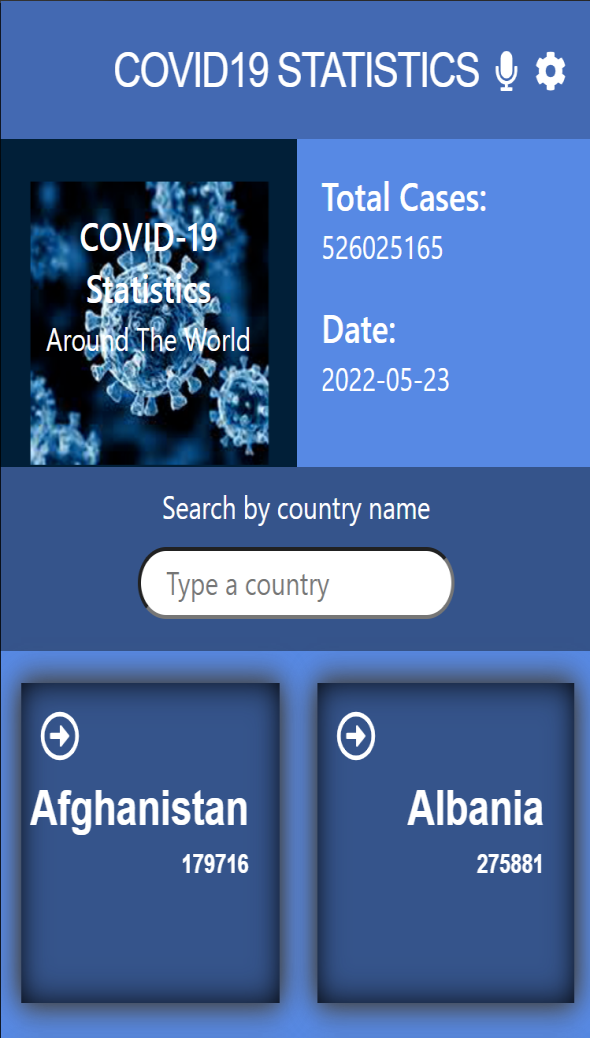 COVID19 STATISTICS
COVID-19
Statistics
Around The World
Total Cases:
526025165
Date:
2022-05-23
Search by country name
Type a country
Afghanistan
179716
Albania
275881